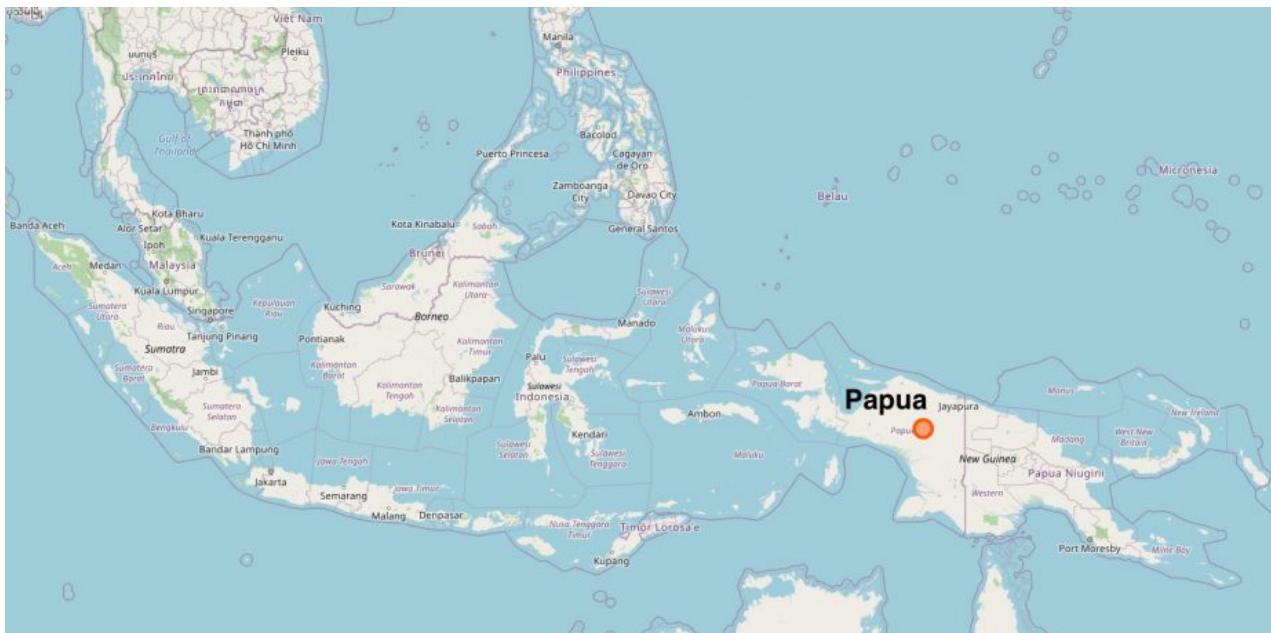 Viêt Nam
Manila
Pleiku
นนทบุรี
ประเทศไทย
Philippines
Gulf of
Thailand
Thành phố
Hồ Chí Minh
Bacolod
Puerto Princesa
Cagayan
de Oro
Micronesia
Zamboanga
City
Davao City
Belau
Kota Bharu
Banda Aceh
Alor Setar
Kota Kinabalu
Sabah
General Santos
Ipoh
Kuala Terengganu
Brunei
Aceh
Medan
Malaysia
Kuala Lumpur
Sarawak
Kalimantan
Utara
Sulawesi
Utara
Sumatera
Utara
Singapore
Kepulauan
Riau
Kuching
Borneo
Manado
Maluku
Utara
Riau
Tanjung Pinang
Pontianak
Sumatra
Kalimantan
Timur
Palu
Sulawesi
Tengah
Sumatera
Barat
Jambi
Kalimantan
Barat
Balikpapan
Sulawesi
Indonesia
Papua Barat
Manus
Kalimantan
Tengah
Papua
Jayapura
Sumatera
Selatan
Kalimantan
Selatan
Ambon
New Ireland
Bengkulu
Papua
West New
Britain
Bandar Lampung
Kendari
Madang
Sulawesi
Selatan
Sulawesi
Tenggara
Maluku
New Guinea
Jawa Tengah
Papua Niugini
Jakarta
Semarang
Jawa Timur
Western
Malang
Denpasar
Nusa Tenggara
Timur
Timor Lorosa'e
Kupang
Port Moresby
Milne Bay